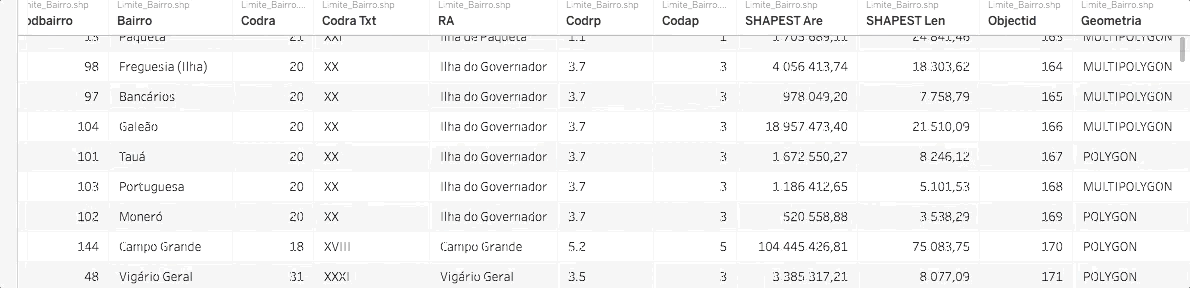 ite_Bairro.shp Limite_Bairro.shp Limite_Bairro.... Limite_Bairro.shp Limite_Bairro.shp Limite_Bairro.shp Limite_Bairro.... Limite_Bairro.shp Limite_Bairro.shp Limite_Bairro.shp Limite_Bairro.shp
odbairro Bairro Codra Codra Txt RA Codrp Codap SHAPEST Are SHAPEST Len Objectid Geometria
13 Paquetá 21 XXI Ilha de Paquetá 1.1 1 1 705 689,11 24 841,46 163 MULTIPOLYGON
98 Freguesia (Ilha) 20 XX Ilha do Governador 3.7 3 4 056 413,74 18 303,62 164 MULTIPOLYGON
97 Bancários 20 XX Ilha do Governador 3.7 3 978 049,20 7 758,79 165 MULTIPOLYGON
104 Galeão 20 XX Ilha do Governador 3.7 3 18 957 473,40 21 510,09 166 MULTIPOLYGON
101 Tauá 20 XX Ilha do Governador 3.7 3 1 672 550,27 8 246,12 167 POLYGON
103 Portuguesa 20 XX Ilha do Governador 3.7 3 1 186 412,65 5 101,53 168 MULTIPOLYGON
102 Moneró 20 XX Ilha do Governador 3.7 3 520 558,88 3 538,29 169 POLYGON
144 Campo Grande 18 XVIII Campo Grande 5.2 5 104 445 426,81 75 083,75 170 POLYGON
48 Vigário Geral 31 XXXI Vigário Geral 3.5 3 3 385 317,21 8 077,09 171 POLYGON